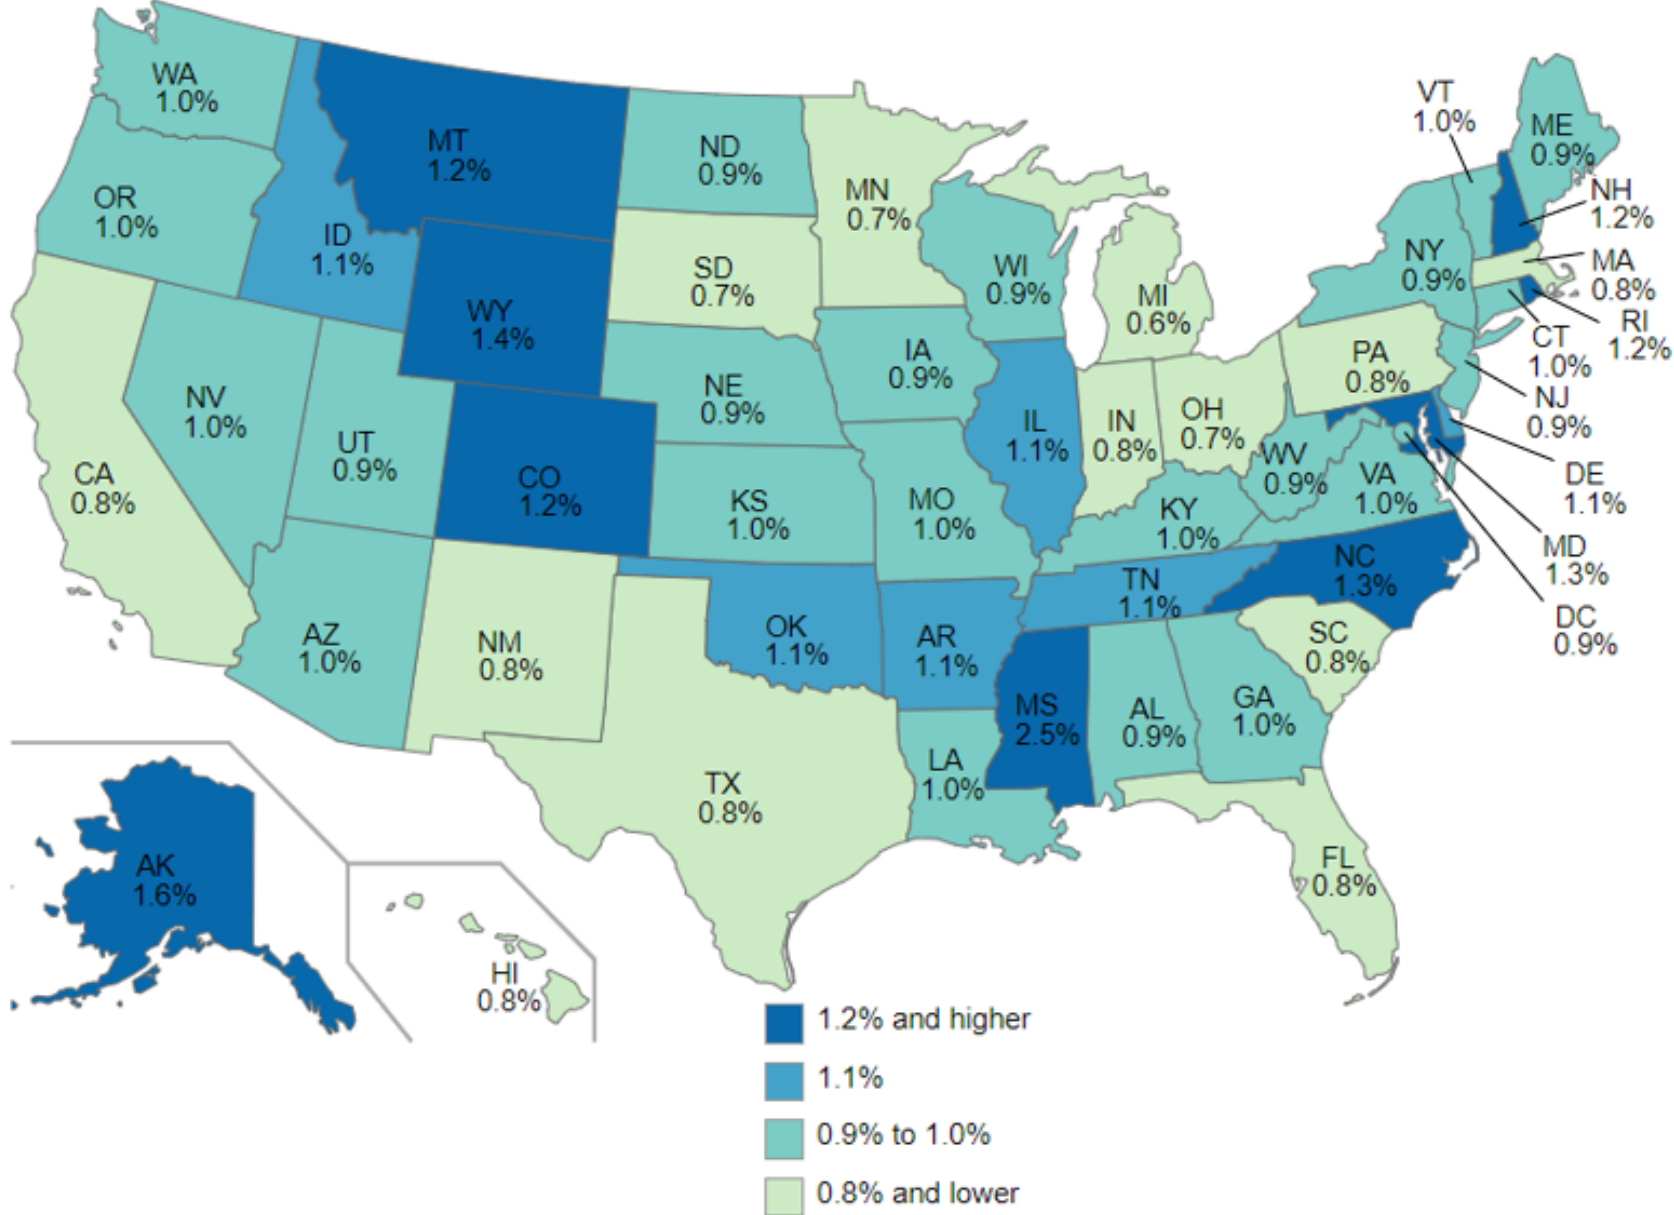 WA
1.0%
OR
1.0%
ID
1.1%
MT
1.2%
ND
0.9%
MN
0.7%
SD
0.7%
WY
1.4%
WI
0.9%
MI
0.6%
VT
1.0%
ME
0.9%
NH
1.2%
NY
0.9%
MA
0.8%
RI
1.2%
CT
1.0%
NJ
0.9%
PA
0.8%
CA
0.8%
NV
1.0%
UT
0.9%
CO
1.2%
NE
0.9%
IA
0.9%
IL
1.1%
IN
0.8%
OH
0.7%
WV
0.9%
VA
1.0%
DE
1.1%
MD
1.3%
DC
0.9%
KS
1.0%
MO
1.0%
KY
1.0%
TN
1.1%
NC
1.3%
SC
0.8%
AZ
1.0%
NM
0.8%
OK
1.1%
AR
1.1%
MS
2.5%
AL
0.9%
GA
1.0%
LA
1.0%
TX
0.8%
FL
0.8%
AK
1.6%
HI
0.8%
1.2% and higher
1.1%
0.9% to 1.0%
0.8% and lower